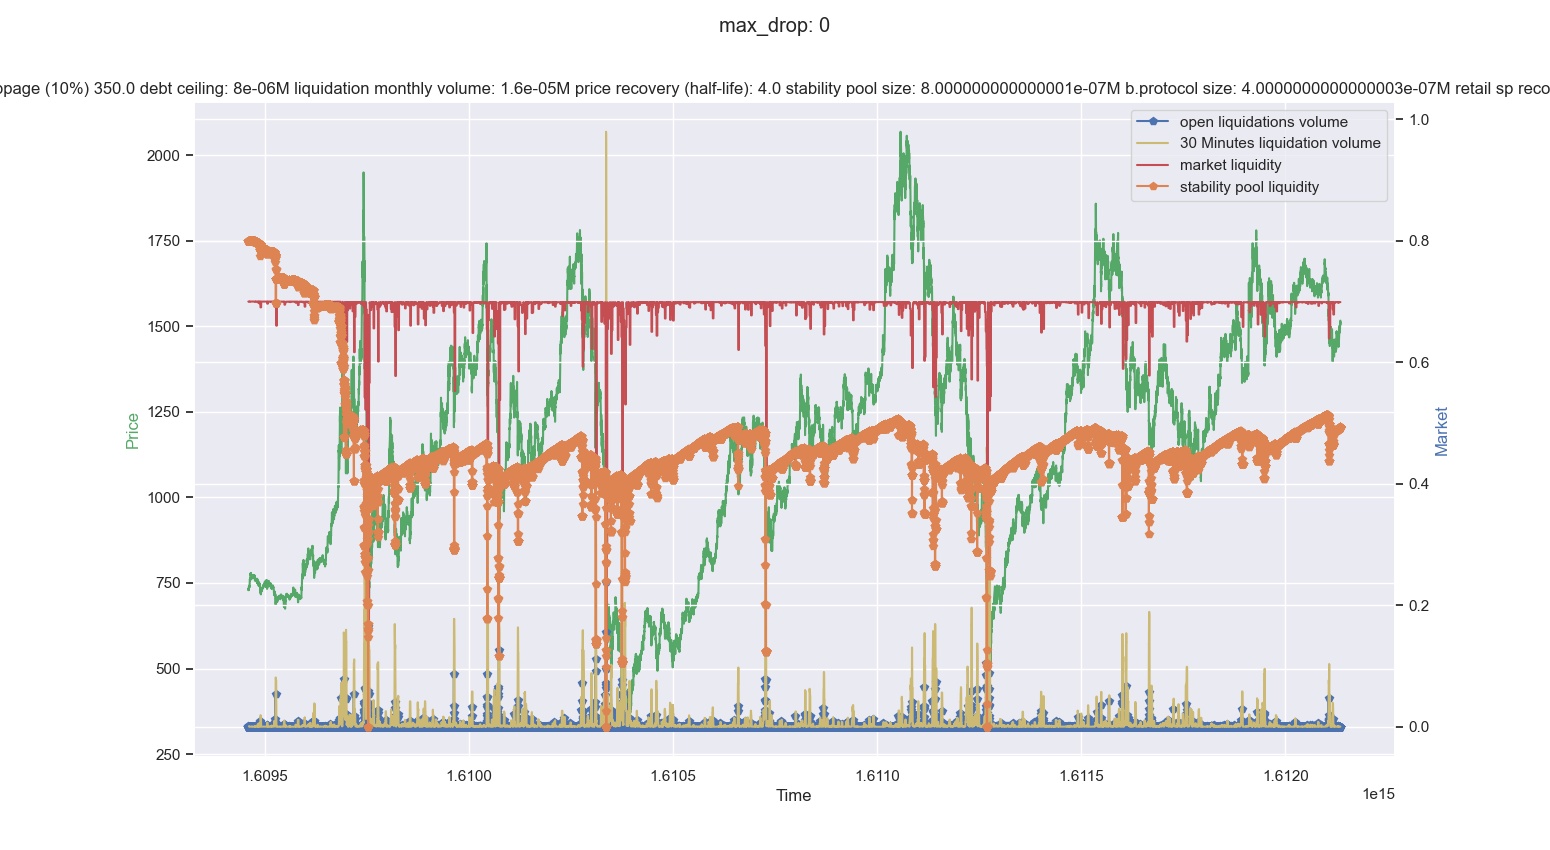 max_drop: 0
ppage (10%) 350.0 debt ceiling: 8e-06M liquidation monthly volume: 1.6e-05M price recovery (half-life): 4.0 stability pool size: 8.000000000000001e-07M b.protocol size: 4.0000000000000003e-07M retail sp reco
open liquidations volume
30 Minutes liquidation volume
market liquidity
stability pool liquidity
2000
1750
1500
1250
1000
750
500
250
Price
1.0
0.8
0.6
0.4
0.2
0.0
Market
1.6095 1.6100 1.6105 1.6110 1.6115 1.6120
Time
1e15